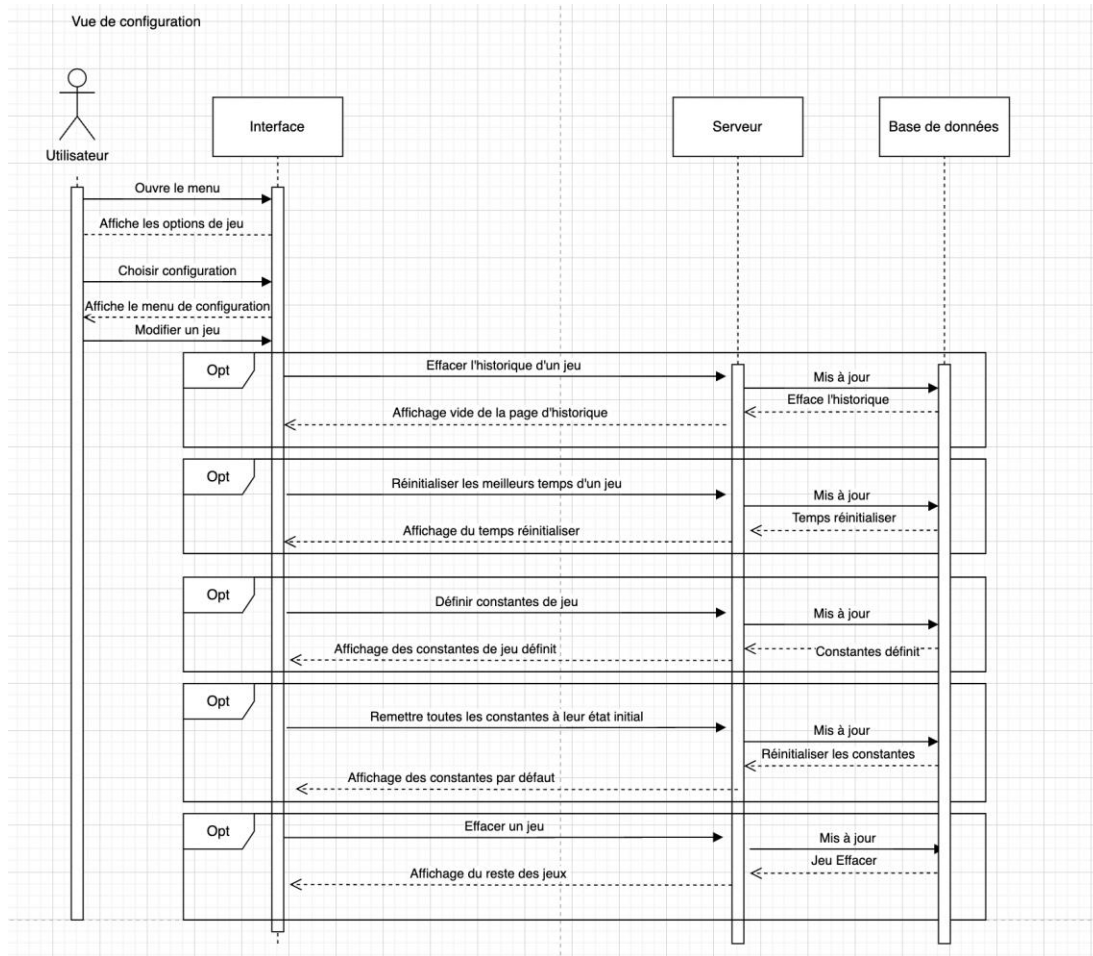 Vue de configuration
Interface
Serveur
Base de données
Utilisateur
Ouvre le menu
Affiche les options de jeu
Choisir configuration
Affiche le menu de configuration
Modifier un jeu
Opt
Effacer l'historique d'un jeu
Mis à jour
Efface l'historique
Affichage vide de la page d'historique
Opt
Réinitialiser les meilleurs temps d'un jeu
Mis à jour
Temps réinitialiser
Affichage du temps réinitialiser
Opt
Définir constantes de jeu
Mis à jour
Constantes définit
Affichage des constantes de jeu définit
Opt
Remettre toutes les constantes à leur état initial
Mis à jour
Réinitialiser les constantes
Affichage des constantes par défaut
Opt
Effacer un jeu
Mis à jour
Jeu Effacer
Affichage du reste des jeux